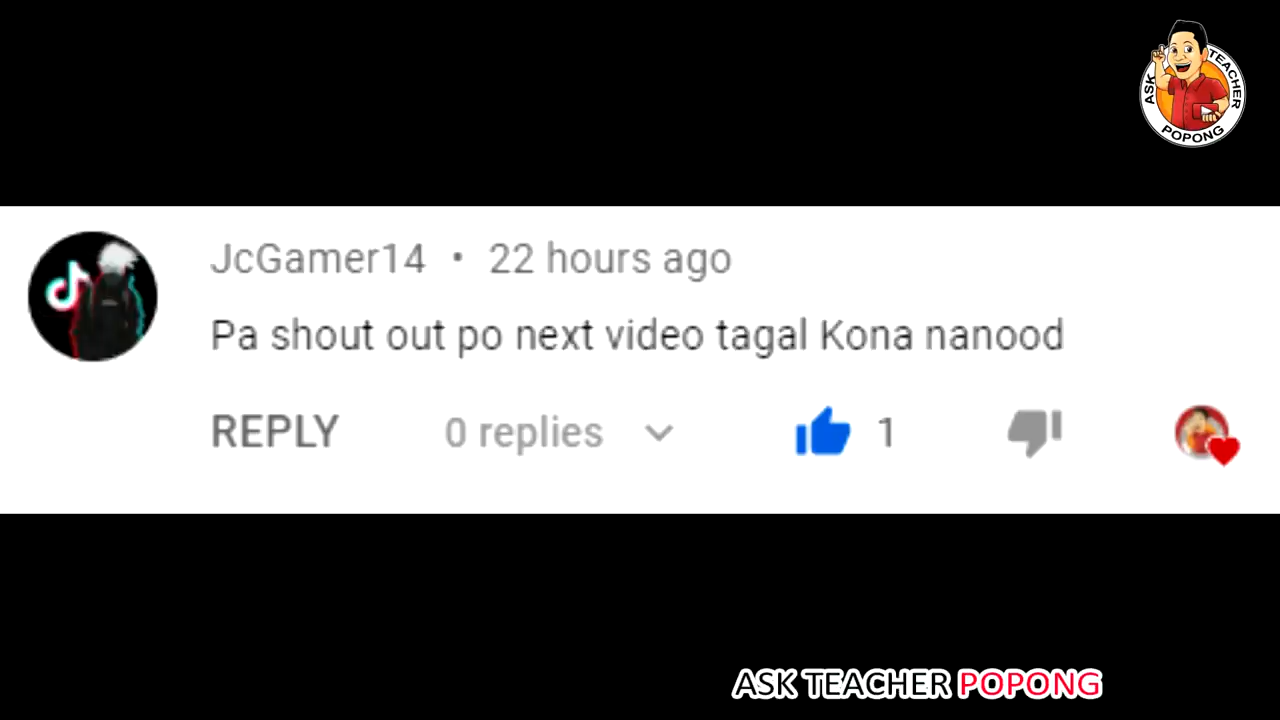 ASK TEACHER
POPONG
JcGamer14 • 22 hours ago
Pa shout out po next video tagal Kona nanood
REPLY 0 replies 1
ASK TEACHER POPONG